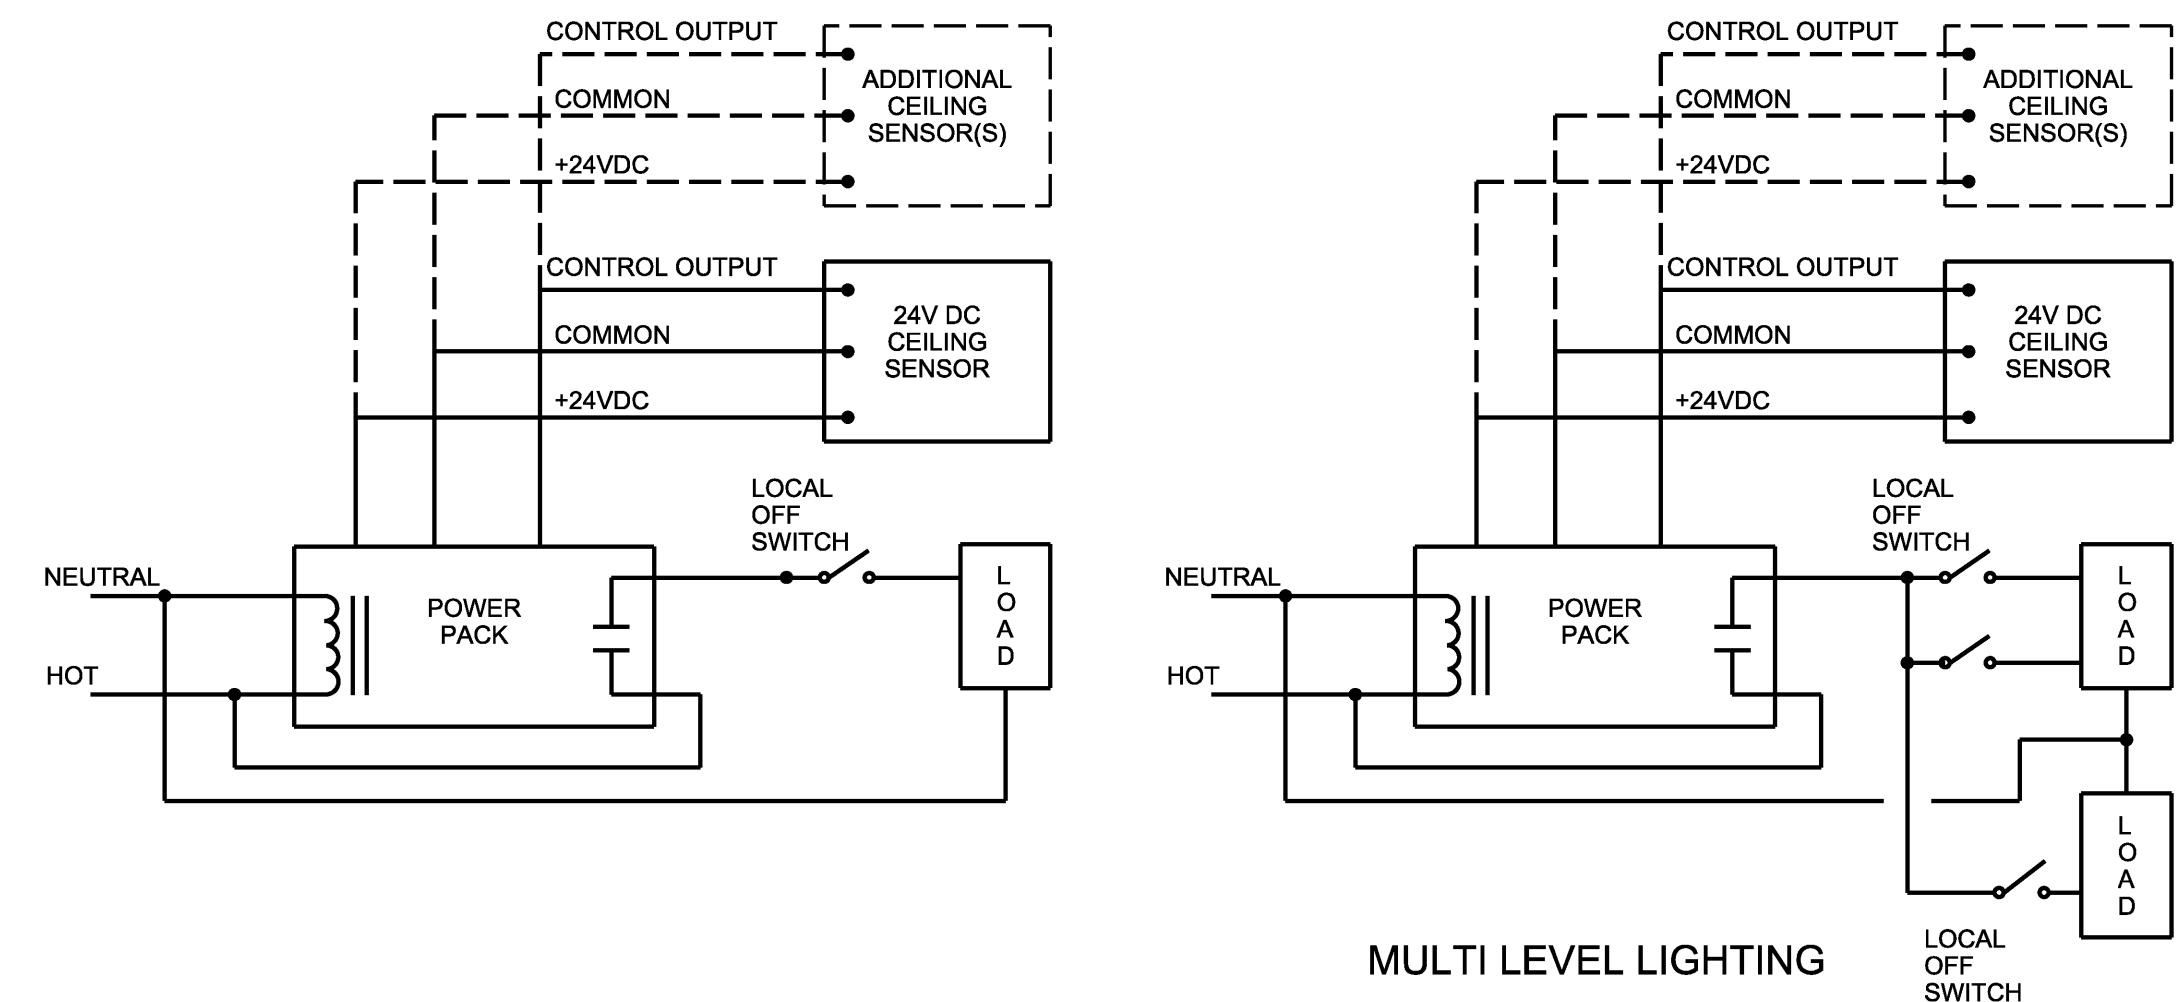 CONTROL OUTPUT
COMMON
+24VDC
ADDITIONAL
CEILING
SENSOR(S)
CONTROL OUTPUT
COMMON
+24VDC
24V DC
CEILING
SENSOR
LOCAL
OFF
SWITCH
NEUTRAL
HOT
POWER
PACK
L
O
A
D
CONTROL OUTPUT
COMMON
+24VDC
ADDITIONAL
CEILING
SENSOR(S)
CONTROL OUTPUT
COMMON
+24VDC
24V DC
CEILING
SENSOR
LOCAL
OFF
SWITCH
NEUTRAL
HOT
POWER
PACK
L
O
A
D
L
O
A
D
LOCAL
OFF
SWITCH
MULTI LEVEL LIGHTING